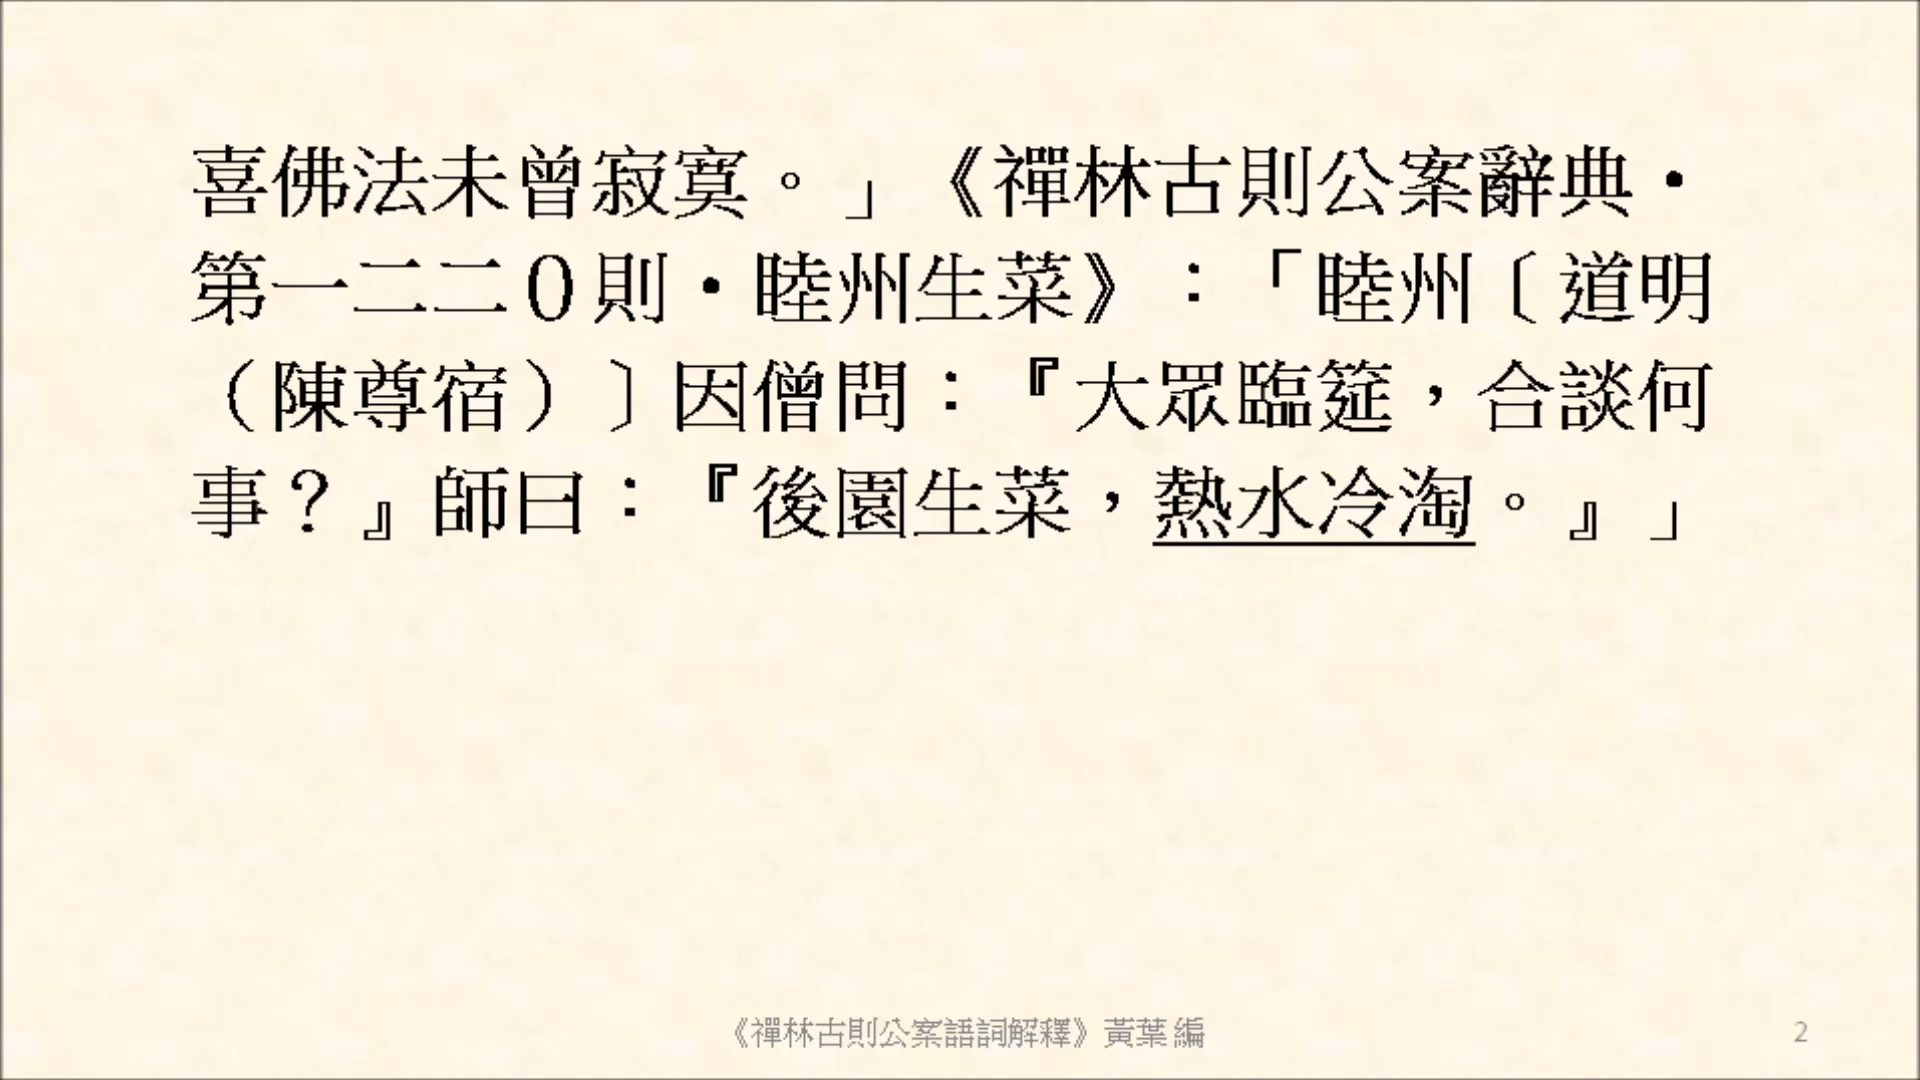 喜佛法未曾寂寞。」《禪林古則公案辭典・
第一二二０則・睦州生菜》：「睦州〔道明
（陳尊宿）〕因僧問：『大眾臨筵，合談何
事？』師曰：『後園生菜，熱水冷淘。』」
《禪林古則公案語詞解釋》黃葉 編
2